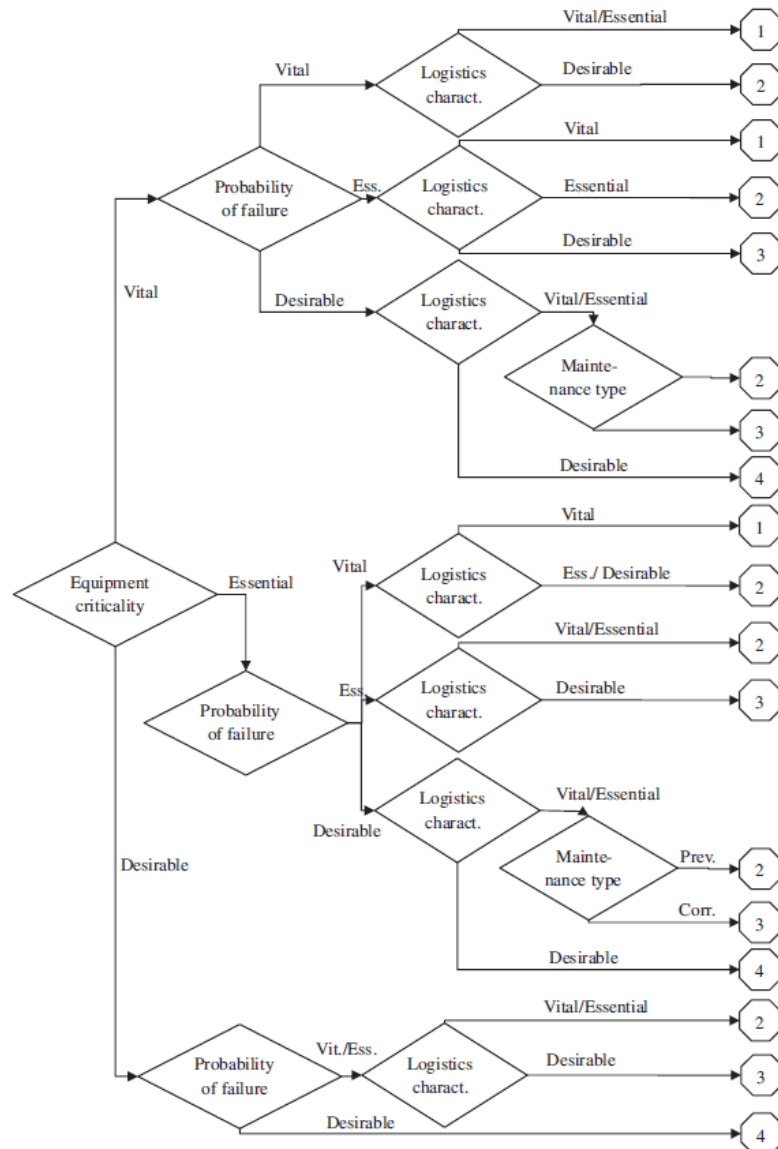 Vital/Essential
1
Vital
Logistics
charact.
Desirable
2
Vital
1
Probability
of failure
Ess.
Logistics
charact.
Essential
2
Desirable
3
Vital
Desirable
Logistics
charact.
Vital/Essential
Mainte-
nance type
2
3
Desirable
4
Vital
1
Equipment
criticality
Essential
Vital
Logistics
charact.
Ess./ Desirable
2
Vital/Essential
2
Probability
of failure
Ess.
Logistics
charact.
Desirable
3
Desirable
Logistics
charact.
Vital/Essential
Desirable
Mainte-
nance type
Prev.
2
Corr.
3
Desirable
4
Vital/Essential
2
Probability
of failure
Vit./Ess.
Logistics
charact.
Desirable
3
Desirable
4